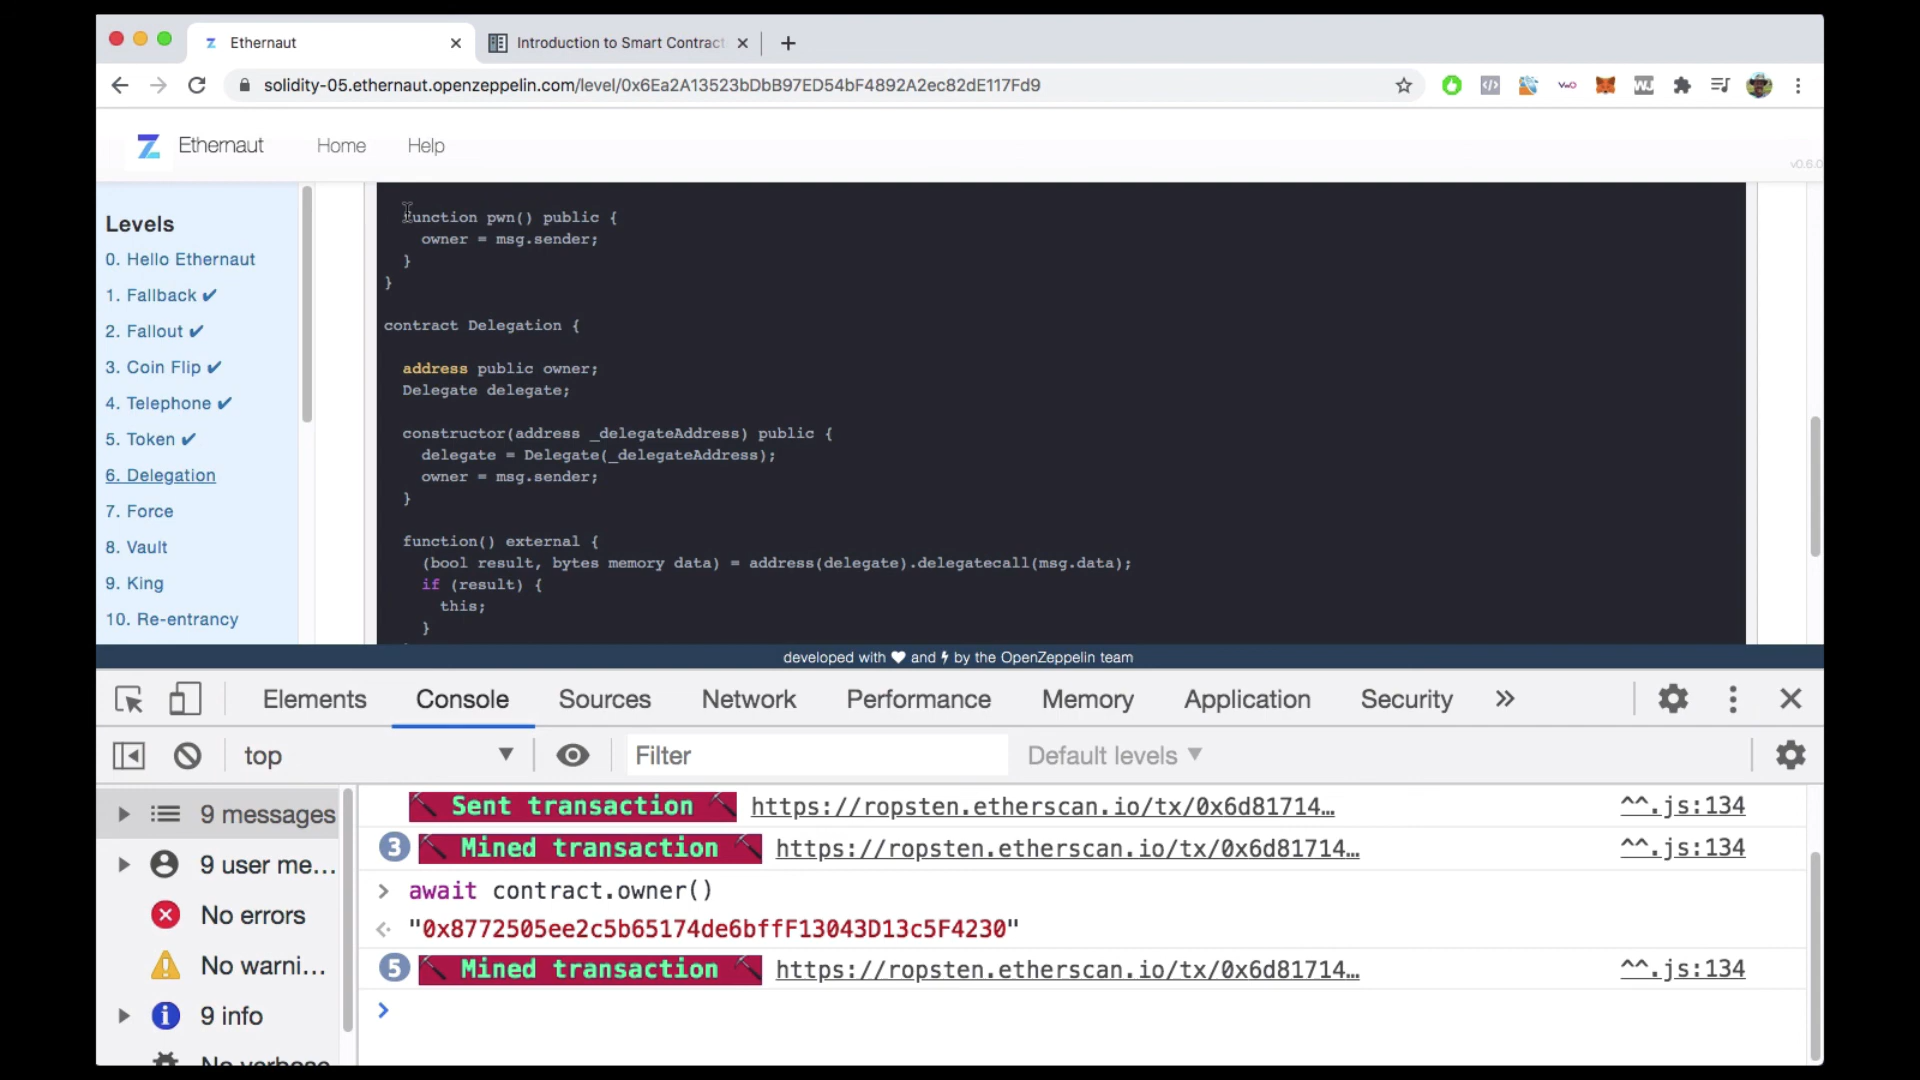 Ethernaut
Introduction to Smart Contract
solidity-05.ethernaut.openzeppelin.com/level/0x6Ea2A13523bDbB97ED54bF4892A2ec82dE117Fd9
Ethernaut Home Help
v0.6.0
Levels
0. Hello Ethernaut
1. Fallback ✔
2. Fallout ✔
3. Coin Flip ✔
4. Telephone ✔
5. Token ✔
6. Delegation
7. Force
8. Vault
9. King
10. Re-entrancy
function pwn() public {
owner = msg.sender;
}
}
contract Delegation {
address public owner;
Delegate delegate;
constructor(address _delegateAddress) public {
delegate = Delegate(_delegateAddress);
owner = msg.sender;
}
function() external {
(bool result, bytes memory data) = address(delegate).delegatecall(msg.data);
if (result) {
this;
}
developed with ❤ and ⚡ by the OpenZeppelin team
Elements Console Sources Network Performance Memory Application Security »
top Filter Default levels
9 messages
9 user me...
No errors
No warni...
9 info
No verbose
Sent transaction https://ropsten.etherscan.io/tx/0x6d81714… ^^.js:134
3 Mined transaction https://ropsten.etherscan.io/tx/0x6d81714… ^^.js:134
> await contract.owner()
"0x8772505ee2c5b65174de6bffF13043D13c5F4230"
5 Mined transaction https://ropsten.etherscan.io/tx/0x6d81714… ^^.js:134
>